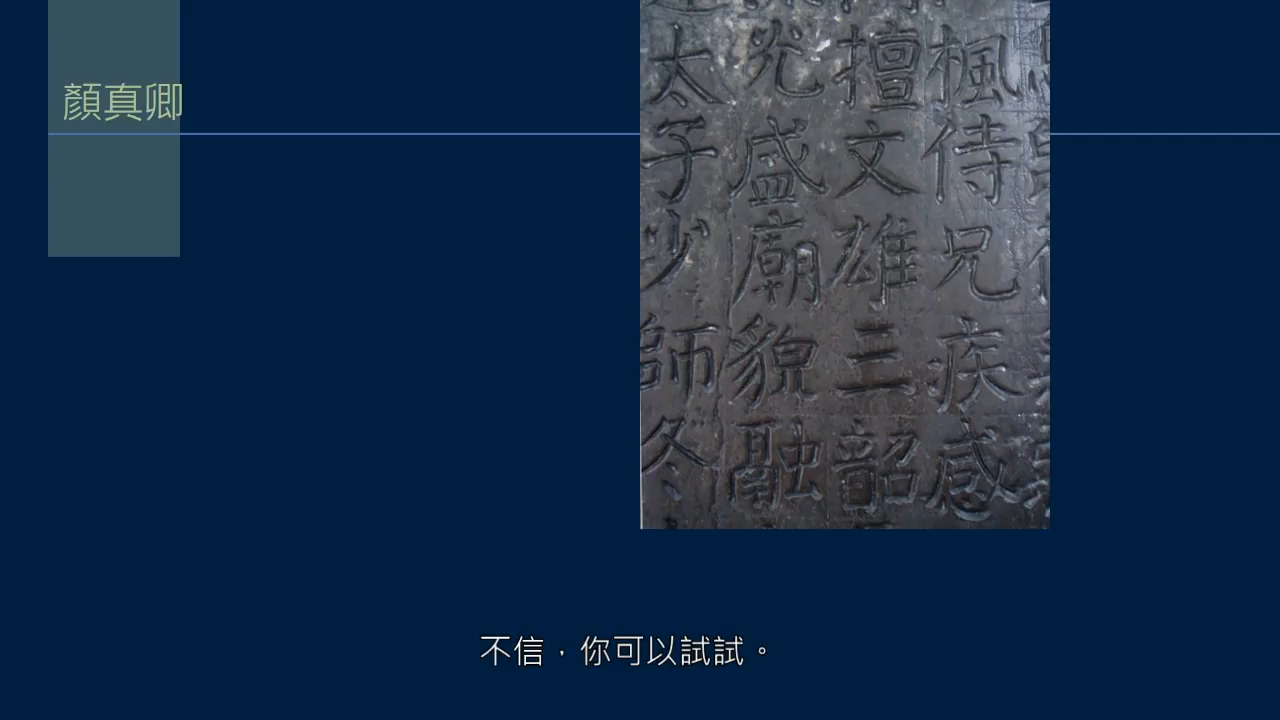 顏真卿
楓侍兄疾感
擅文雄三韶
光盛廟貌融
太子少師冬
不信，你可以試試。